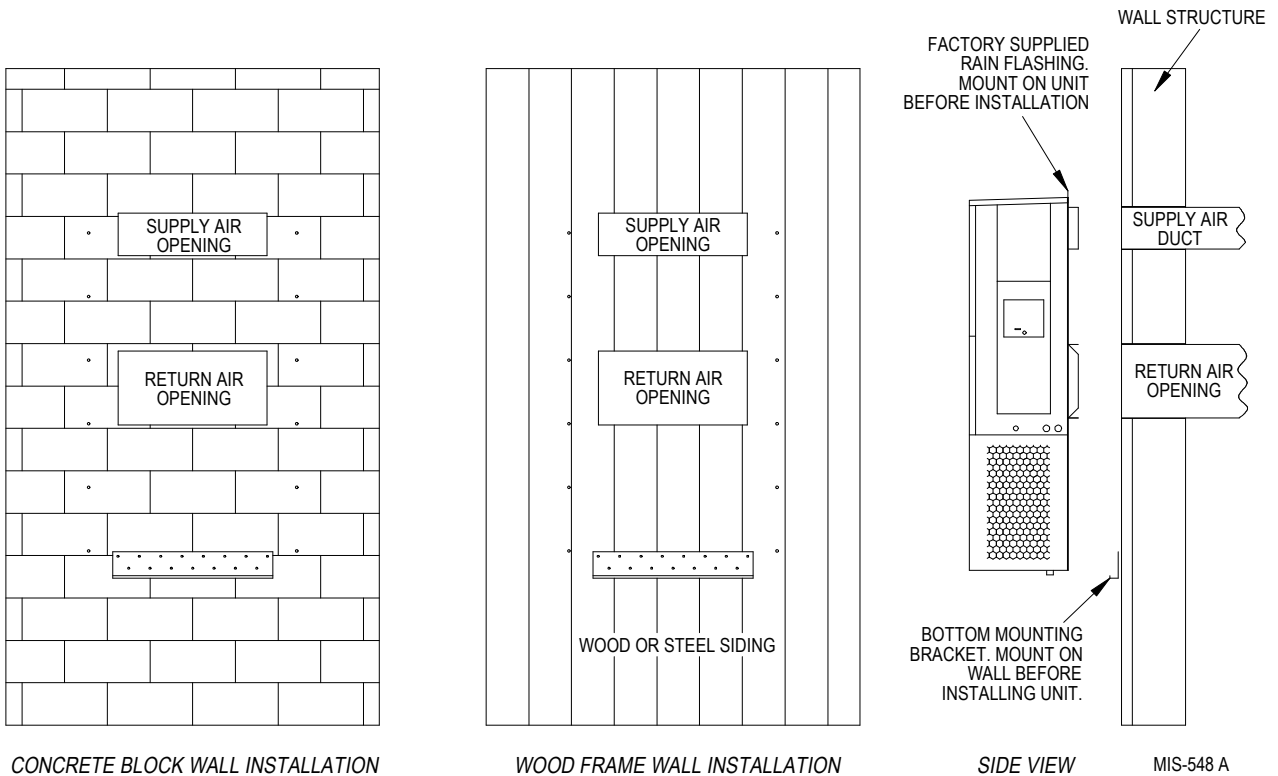 WALL STRUCTURE
FACTORY SUPPLIED
RAIN FLASHING.
MOUNT ON UNIT
BEFORE INSTALLATION
SUPPLY AIR
OPENING
RETURN AIR
OPENING
SUPPLY AIR
OPENING
RETURN AIR
OPENING
WOOD OR STEEL SIDING
SUPPLY AIR
DUCT
RETURN AIR
OPENING
BOTTOM MOUNTING
BRACKET. MOUNT ON
WALL BEFORE
INSTALLING UNIT.
CONCRETE BLOCK WALL INSTALLATION
WOOD FRAME WALL INSTALLATION
SIDE VIEW
MIS-548 A